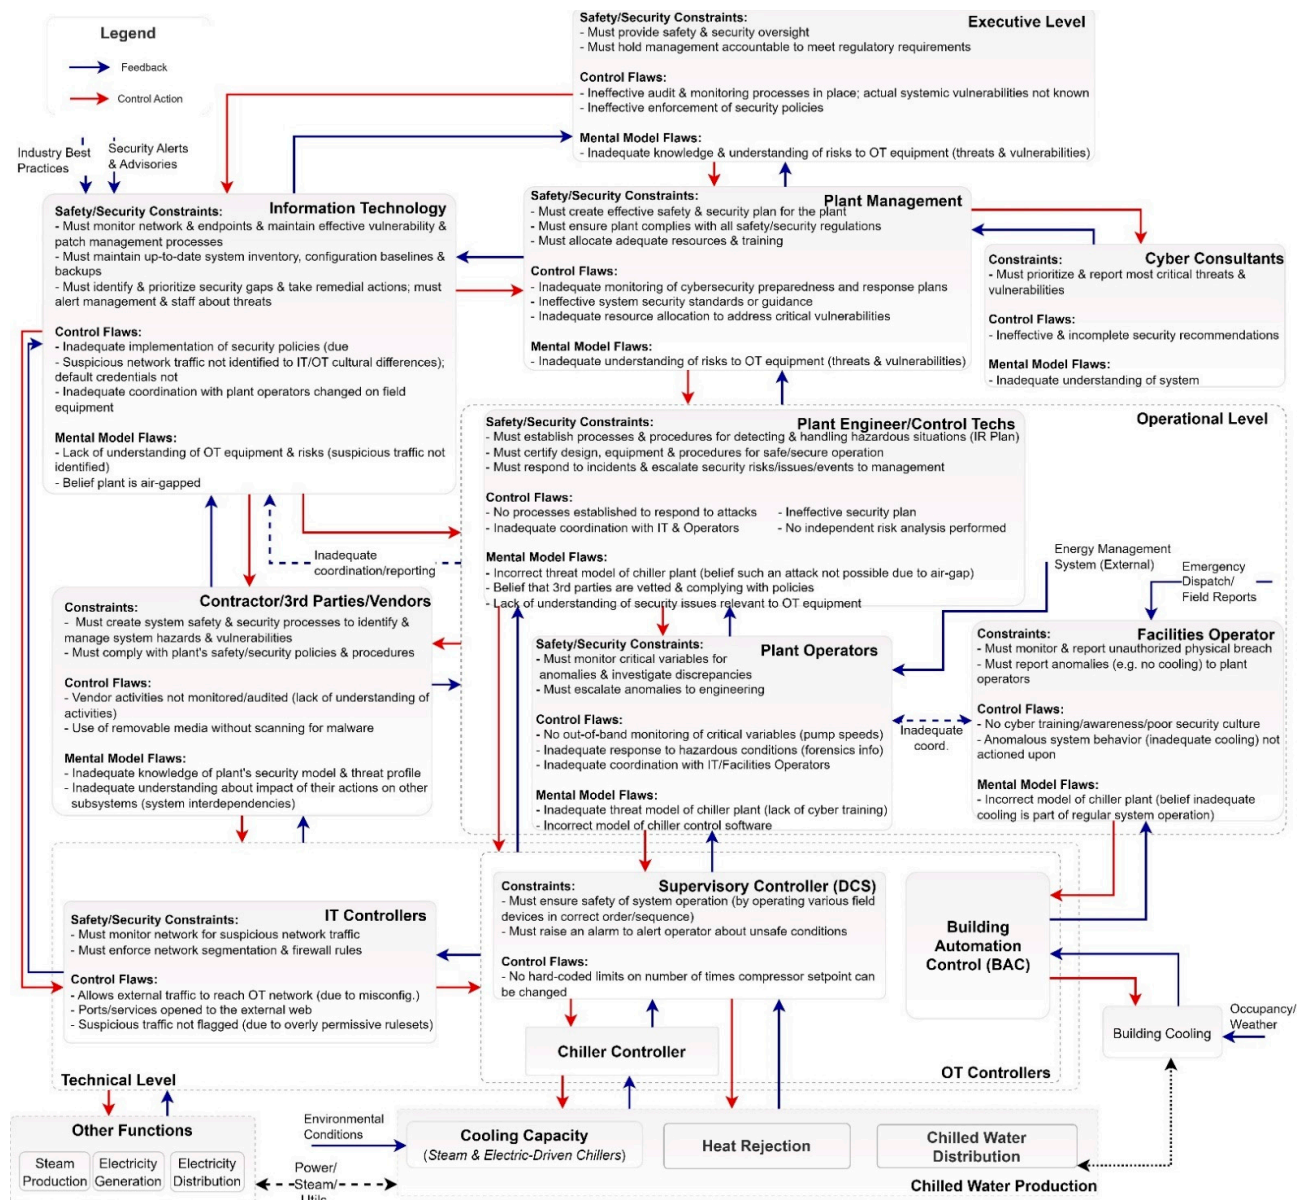 Legend
Feedback
Control Action
Industry Best
Practices
Security Alerts
& Advisories
Executive Level
Safety/Security Constraints:
- Must provide safety & security oversight
- Must hold management accountable to meet regulatory requirements
Control Flaws:
- Ineffective audit & monitoring processes in place; actual systemic vulnerabilities not known
- Ineffective enforcement of security policies
Mental Model Flaws:
- Inadequate knowledge & understanding of risks to OT equipment (threats & vulnerabilities)
Information Technology
Safety/Security Constraints:
- Must monitor network & endpoints & maintain effective vulnerability &
patch management processes
- Must maintain up-to-date system inventory, configuration baselines &
backups
- Must identify & prioritize security gaps & take remedial actions; must
alert management & staff about threats
Control Flaws:
- Inadequate implementation of security policies (due
- Suspicious network traffic not identified to IT/OT cultural differences);
default credentials not
- Inadequate coordination with plant operators changed on field
equipment
Mental Model Flaws:
- Lack of understanding of OT equipment & risks (suspicious traffic not
identified)
- Belief plant is air-gapped
Plant Management
Safety/Security Constraints:
- Must create effective safety & security plan for the plant
- Must ensure plant complies with all safety/security regulations
- Must allocate adequate resources & training
Control Flaws:
- Inadequate monitoring of cybersecurity preparedness and response plans
- Ineffective system security standards or guidance
- Inadequate resource allocation to address critical vulnerabilities
Mental Model Flaws:
- Inadequate understanding of risks to OT equipment (threats & vulnerabilities)
Cyber Consultants
Constraints:
- Must prioritize & report most critical threats &
vulnerabilities
Control Flaws:
- Ineffective & incomplete security recommendations
Mental Model Flaws:
- Inadequate understanding of system
Operational Level
Plant Engineer/Control Techs
Safety/Security Constraints:
- Must establish processes & procedures for detecting & handling hazardous situations (IR Plan)
- Must certify design, equipment & procedures for safe/secure operation
- Must respond to incidents & escalate security risks/issues/events to management
Control Flaws:
- No processes established to respond to attacks
- Ineffective security plan
- Inadequate coordination with IT & Operators
- No independent risk analysis performed
Mental Model Flaws:
- Incorrect threat model of chiller plant (belief such an attack not possible due to air-gap)
- Belief that 3rd parties are vetted & complying with policies
- Lack of understanding of security issues relevant to OT equipment
Inadequate
coordination/reporting
Energy Management
System (External)
Emergency
Dispatch/
Field Reports
Contractor/3rd Parties/Vendors
Constraints:
- Must create system safety & security processes to identify &
manage system hazards & vulnerabilities
- Must comply with plant's safety/security policies & procedures
Control Flaws:
- Vendor activities not monitored/audited (lack of understanding of
activities)
- Use of removable media without scanning for malware
Mental Model Flaws:
- Inadequate knowledge of plant's security model & threat profile
- Inadequate understanding about impact of their actions on other
subsystems (system interdependencies)
Plant Operators
Safety/Security Constraints:
- Must monitor critical variables for
anomalies & investigate discrepancies
- Must escalate anomalies to engineering
Control Flaws:
- No out-of-band monitoring of critical variables (pump speeds)
- Inadequate response to hazardous conditions (forensics info)
- Inadequate coordination with IT/Facilities Operators
Mental Model Flaws:
- Inadequate threat model of chiller plant (lack of cyber training)
- Incorrect model of chiller control software
Inadequate
coord.
Facilities Operator
Constraints:
- Must monitor & report unauthorized physical breach
- Must report anomalies (e.g. no cooling) to plant
operators
Control Flaws:
- No cyber training/awareness/poor security culture
- Anomalous system behavior (inadequate cooling) not
actioned upon
Mental Model Flaws:
- Incorrect model of chiller plant (belief inadequate
cooling is part of regular system operation)
IT Controllers
Safety/Security Constraints:
- Must monitor network for suspicious network traffic
- Must enforce network segmentation & firewall rules
Control Flaws:
- Allows external traffic to reach OT network (due to misconfig.)
- Ports/services opened to the external web
- Suspicious traffic not flagged (due to overly permissive rulesets)
Technical Level
Supervisory Controller (DCS)
Constraints:
- Must ensure safety of system operation (by operating various field
devices in correct order/sequence)
- Must raise an alarm to alert operator about unsafe conditions
Control Flaws:
- No hard-coded limits on number of times compressor setpoint can
be changed
Building
Automation
Control (BAC)
Chiller Controller
OT Controllers
Building Cooling
Occupancy/
Weather
Other Functions
Steam
Production
Electricity
Generation
Electricity
Distribution
Environmental
Conditions
Power/
Steam/
Utils
Cooling Capacity
(Steam & Electric-Driven Chillers)
Heat Rejection
Chilled Water
Distribution
Chilled Water Production